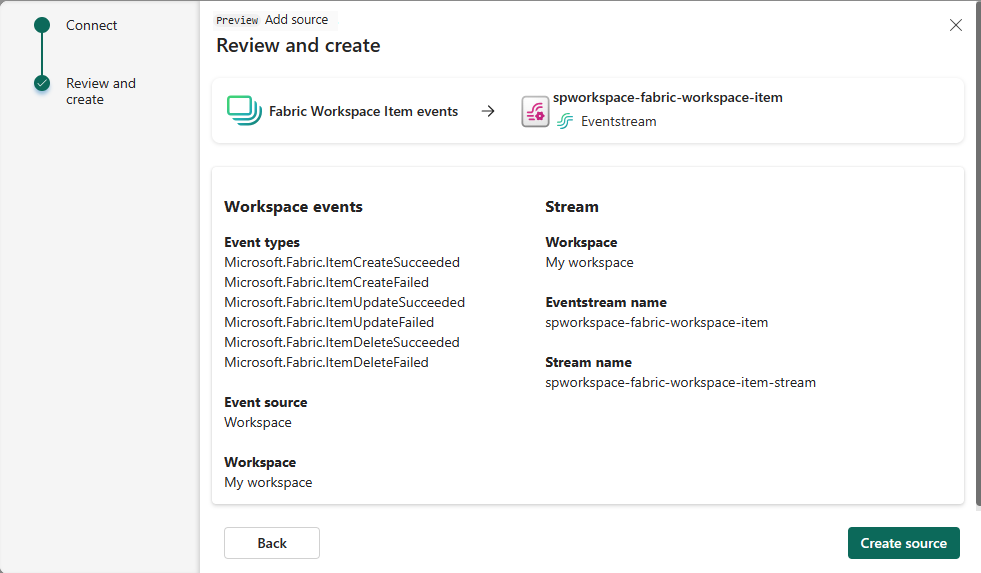 Connect
Review and
create
Preview Add source
Review and create
Fabric Workspace Item events
spworkspace-fabric-workspace-item
Eventstream
Workspace events
Event types
Microsoft.Fabric.ItemCreateSucceeded
Microsoft.Fabric.ItemCreateFailed
Microsoft.Fabric.ItemUpdateSucceeded
Microsoft.Fabric.ItemUpdateFailed
Microsoft.Fabric.ItemDeleteSucceeded
Microsoft.Fabric.ItemDeleteFailed
Event source
Workspace
Workspace
My workspace
Stream
Workspace
My workspace
Eventstream name
spworkspace-fabric-workspace-item
Stream name
spworkspace-fabric-workspace-item-stream
Back
Create source